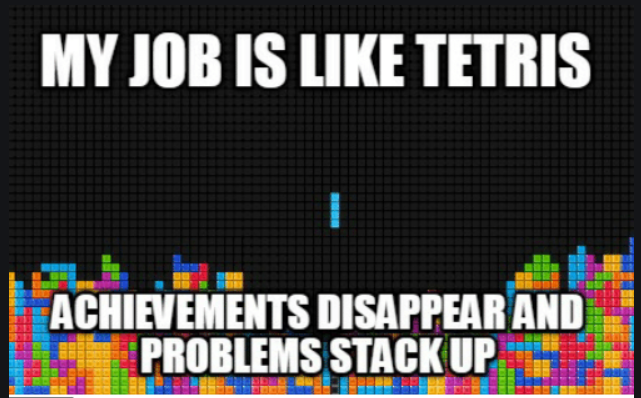 MY JOB IS LIKE TETRIS
ACHIEVEMENTS DISAPPEAR AND
PROBLEMS STACK UP